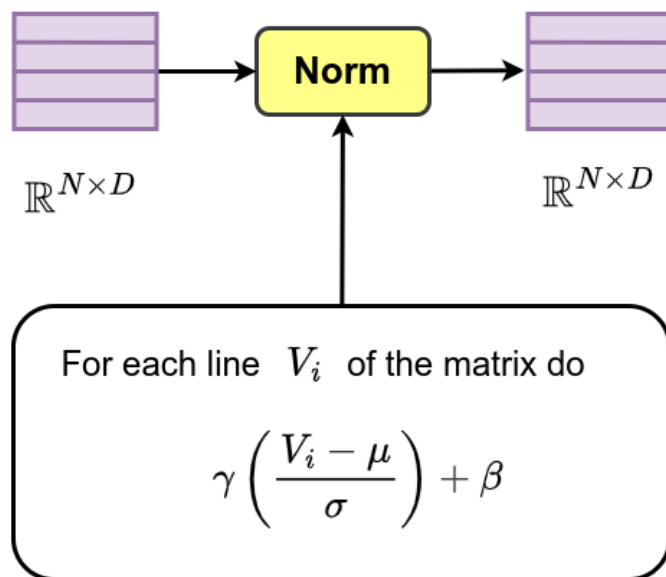 Norm
ℝ^{N×D}
ℝ^{N×D}
For each line V_i of the matrix do
γ ( (V_i − μ) / σ ) + β